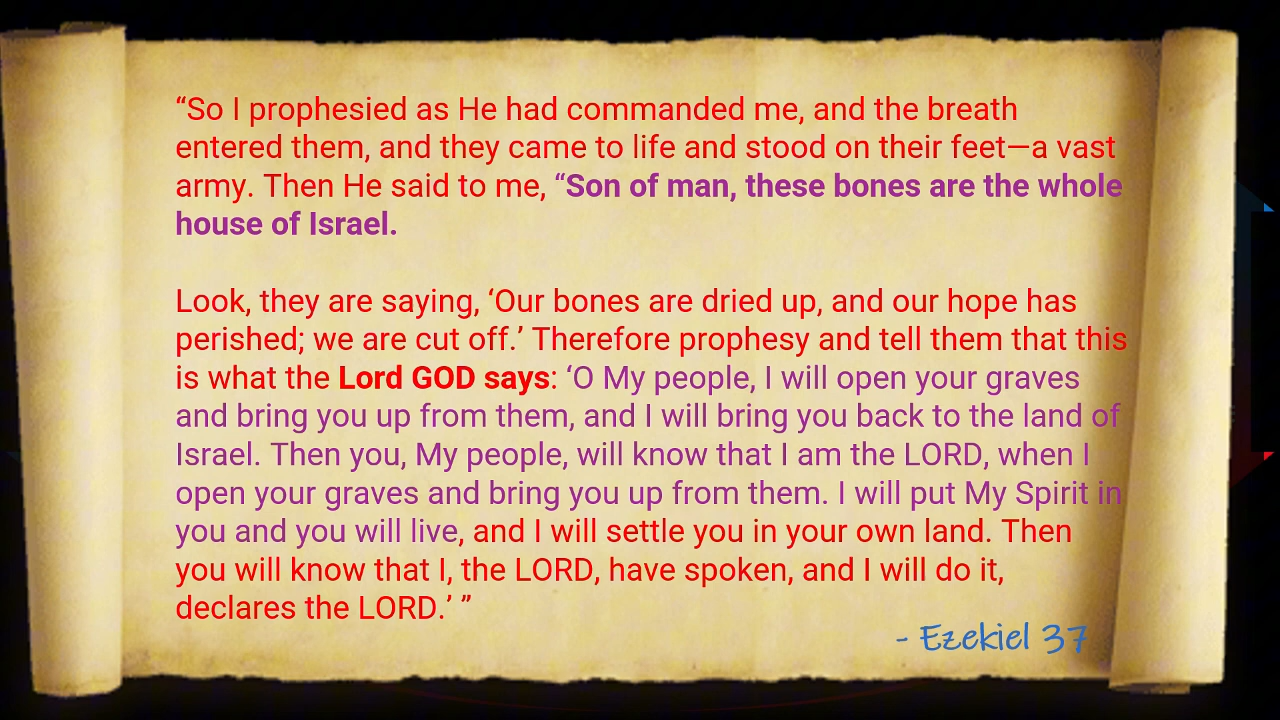 “So I prophesied as He had commanded me, and the breath
entered them, and they came to life and stood on their feet—a vast
army. Then He said to me, “Son of man, these bones are the whole
house of Israel.
Look, they are saying, ‘Our bones are dried up, and our hope has
perished; we are cut off.’ Therefore prophesy and tell them that this
is what the Lord GOD says: ‘O My people, I will open your graves
and bring you up from them, and I will bring you back to the land of
Israel. Then you, My people, will know that I am the LORD, when I
open your graves and bring you up from them. I will put My Spirit in
you and you will live, and I will settle you in your own land. Then
you will know that I, the LORD, have spoken, and I will do it,
declares the LORD.’ ”
- Ezekiel 37